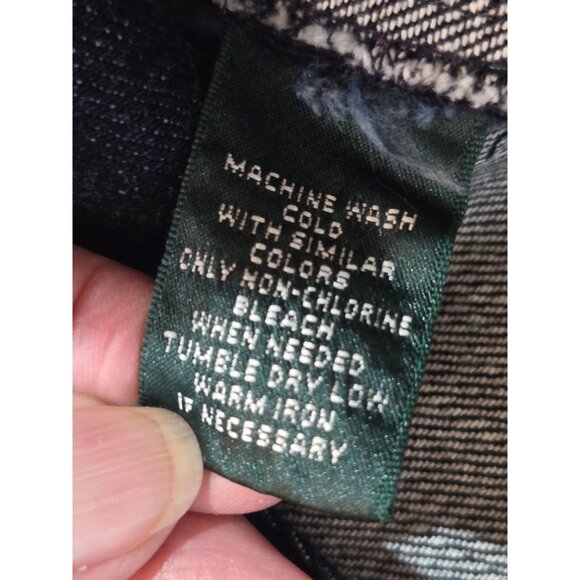 MACHINE WASH
COLD
WITH SIMILAR
COLORS
ONLY NON-CHLORINE
BLEACH
WHEN NEEDED
TUMBLE DRY LOW
WARM IRON
IF NECESSARY